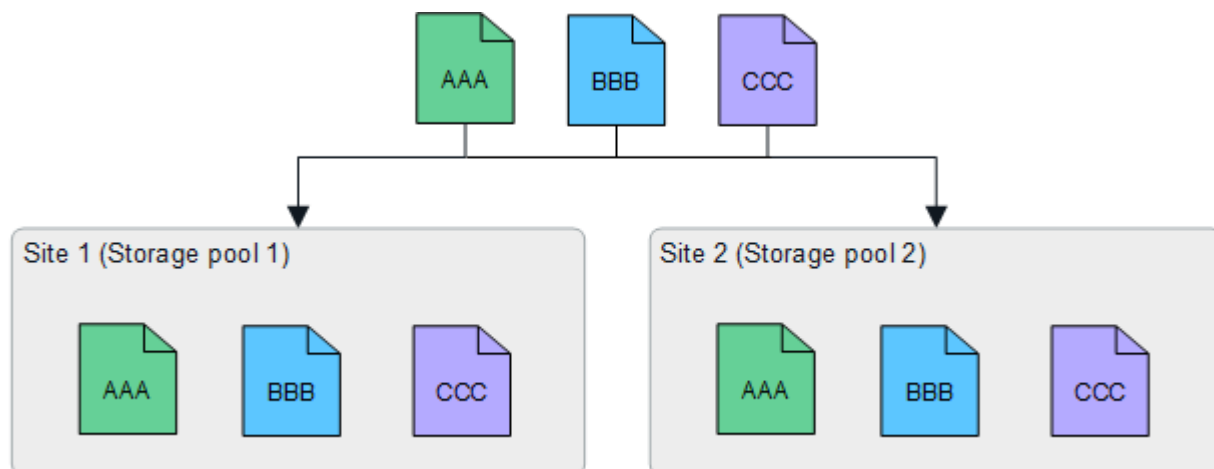 AAA
BBB
CCC
Site 1 (Storage pool 1)
AAA
BBB
CCC
Site 2 (Storage pool 2)
AAA
BBB
CCC